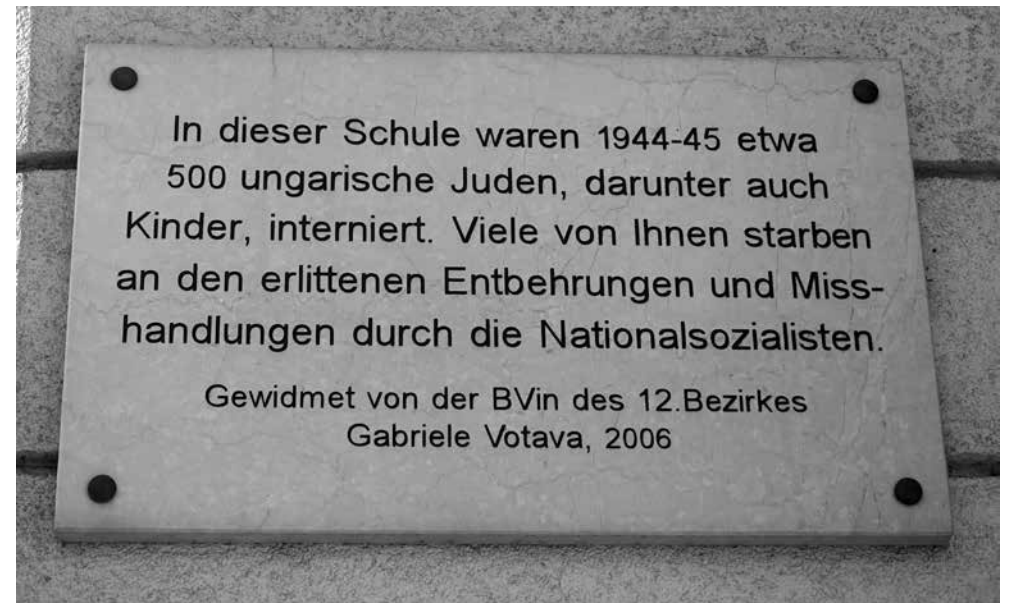 In dieser Schule waren 1944-45 etwa
500 ungarische Juden, darunter auch
Kinder, interniert. Viele von Ihnen starben
an den erlittenen Entbehrungen und Miss-
handlungen durch die Nationalsozialisten.
Gewidmet von der BVin des 12.Bezirkes
Gabriele Votava, 2006